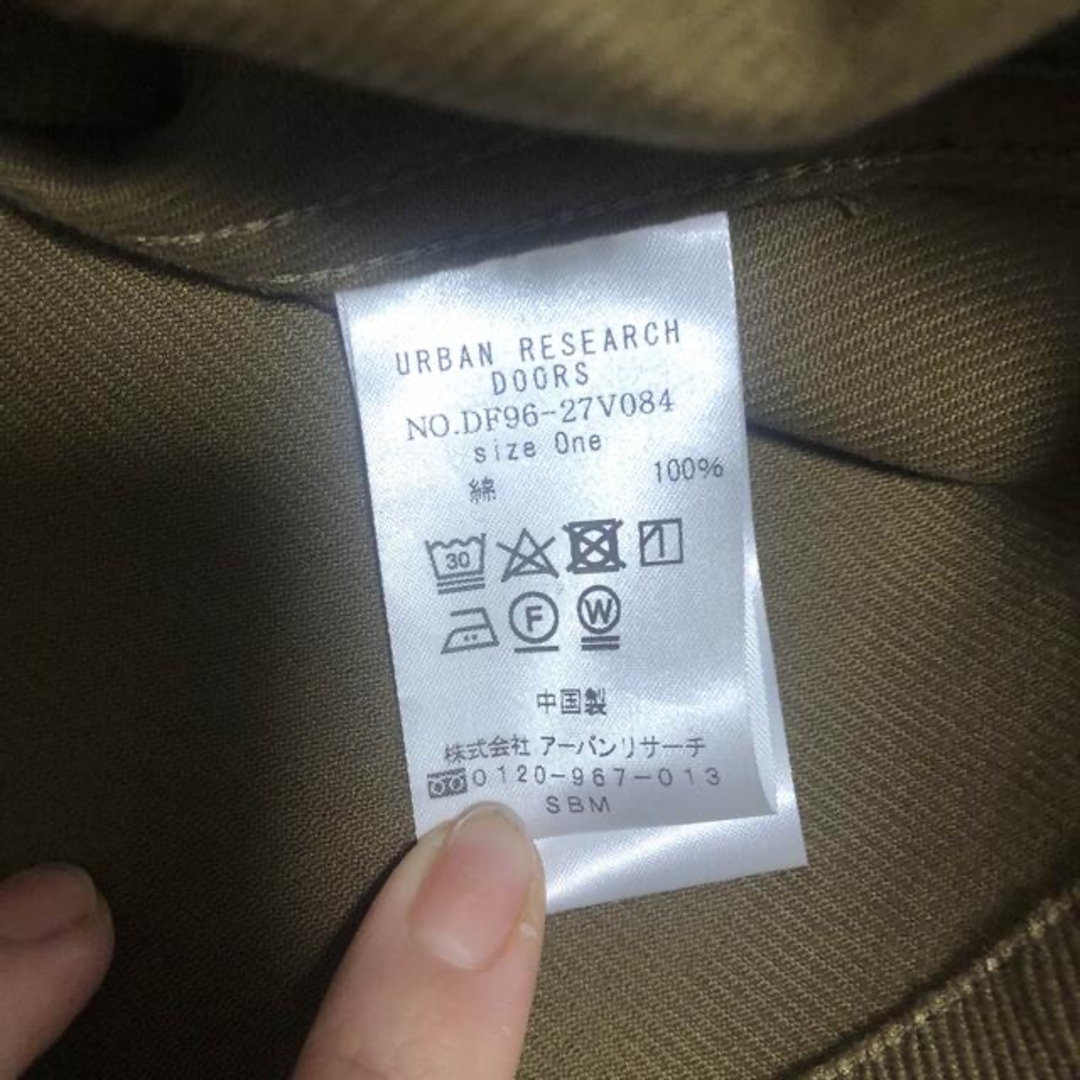 URBAN RESEARCH
DOORS
NO.DF96-27V084
size One
綿 100%
30
F W
中国製
株式会社 アーバンリサーチ
0120-967-013
SBM